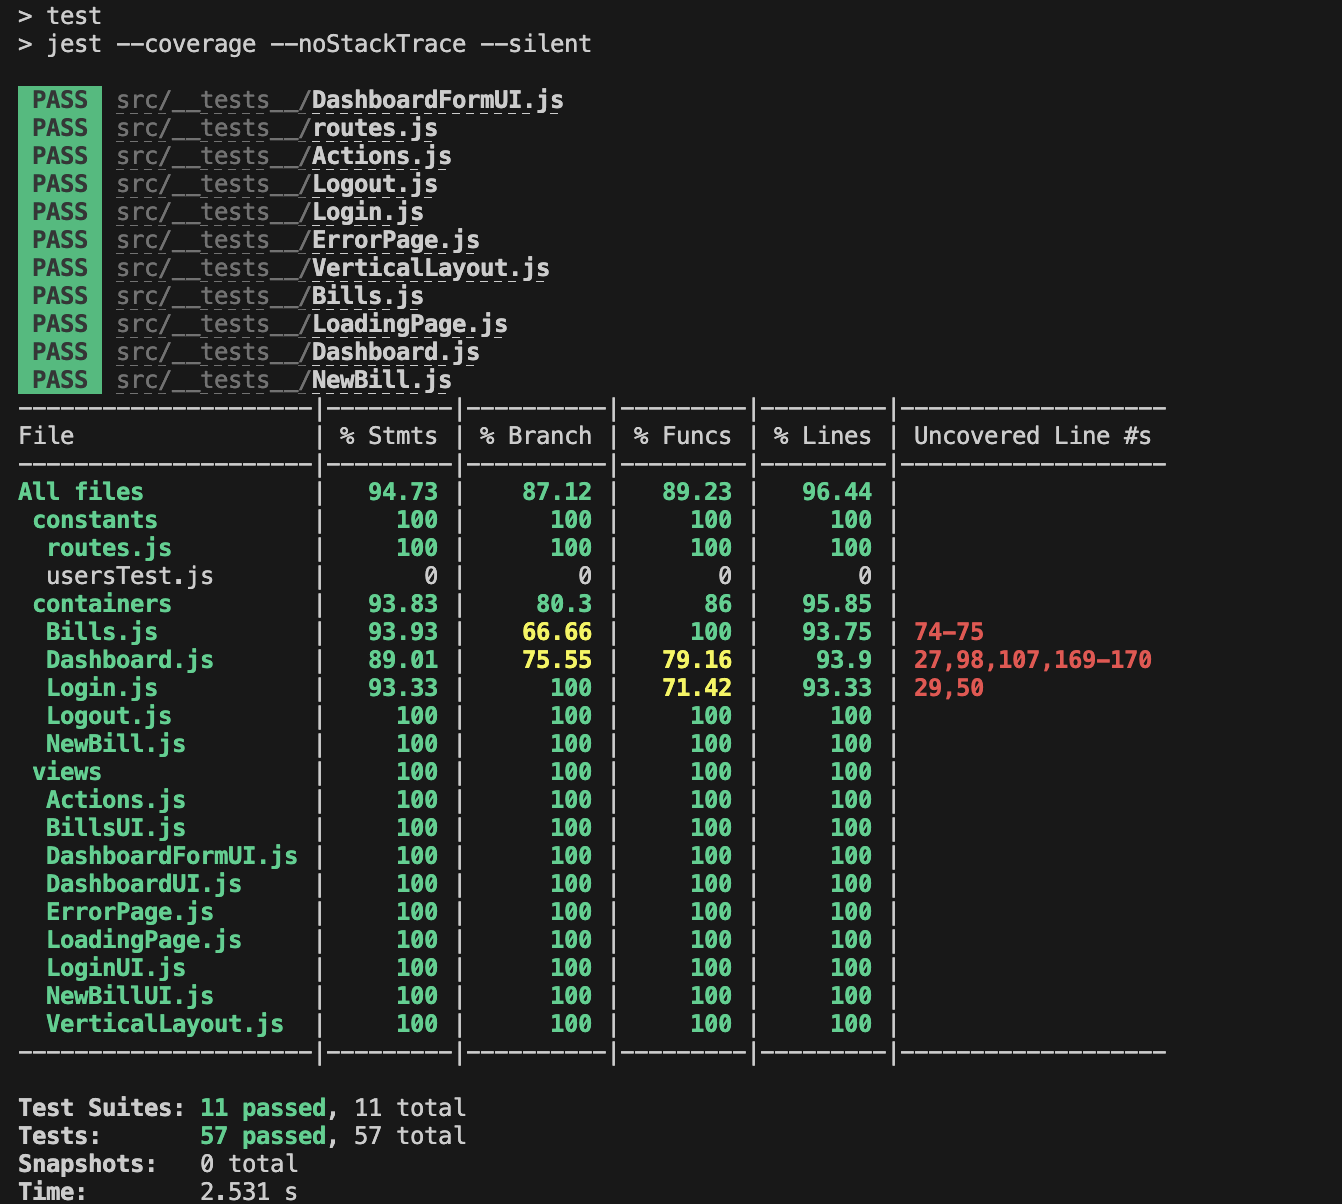 > test
> jest --coverage --noStackTrace --silent
PASS src/__tests__/DashboardFormUI.js
PASS src/__tests__/routes.js
PASS src/__tests__/Actions.js
PASS src/__tests__/Logout.js
PASS src/__tests__/Login.js
PASS src/__tests__/ErrorPage.js
PASS src/__tests__/VerticalLayout.js
PASS src/__tests__/Bills.js
PASS src/__tests__/LoadingPage.js
PASS src/__tests__/Dashboard.js
PASS src/__tests__/NewBill.js
---------------------|---------|----------|---------|---------|-------------------
File                 | % Stmts | % Branch | % Funcs | % Lines | Uncovered Line #s
---------------------|---------|----------|---------|---------|-------------------
All files            |   94.73 |    87.12 |   89.23 |   96.44 |
 constants           |     100 |      100 |     100 |     100 |
  routes.js          |     100 |      100 |     100 |     100 |
  usersTest.js       |       0 |        0 |       0 |       0 |
 containers          |   93.83 |     80.3 |      86 |   95.85 |
  Bills.js           |   93.93 |    66.66 |     100 |   93.75 | 74-75
  Dashboard.js       |   89.01 |    75.55 |   79.16 |    93.9 | 27,98,107,169-170
  Login.js           |   93.33 |      100 |   71.42 |   93.33 | 29,50
  Logout.js          |     100 |      100 |     100 |     100 |
  NewBill.js         |     100 |      100 |     100 |     100 |
 views               |     100 |      100 |     100 |     100 |
  Actions.js         |     100 |      100 |     100 |     100 |
  BillsUI.js         |     100 |      100 |     100 |     100 |
  DashboardFormUI.js |     100 |      100 |     100 |     100 |
  DashboardUI.js     |     100 |      100 |     100 |     100 |
  ErrorPage.js       |     100 |      100 |     100 |     100 |
  LoadingPage.js     |     100 |      100 |     100 |     100 |
  LoginUI.js         |     100 |      100 |     100 |     100 |
  NewBillUI.js       |     100 |      100 |     100 |     100 |
  VerticalLayout.js  |     100 |      100 |     100 |     100 |
---------------------|---------|----------|---------|---------|-------------------
Test Suites: 11 passed, 11 total
Tests:       57 passed, 57 total
Snapshots:   0 total
Time:        2.531 s